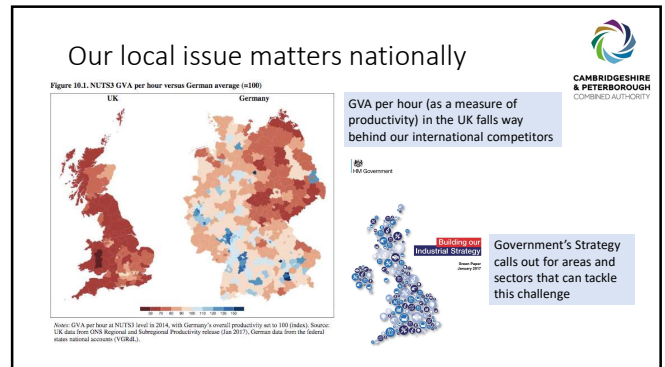 Our local issue matters nationally
CAMBRIDGESHIRE
& PETERBOROUGH
COMBINED AUTHORITY
Figure 10.1. NUTS3 GVA per hour versus German average (=100)
UK
Germany
Notes: GVA per hour at NUTS3 level in 2014, with Germany's overall productivity set to 100 (index). Source:
UK data from ONS Regional and Subregional Productivity release (Jan 2017), German data from the federal
states national accounts (VGRdL).
GVA per hour (as a measure of
productivity) in the UK falls way
behind our international competitors
HM Government
Building our
Industrial Strategy
Green Paper
January 2017
Government's Strategy
calls out for areas and
sectors that can tackle
this challenge